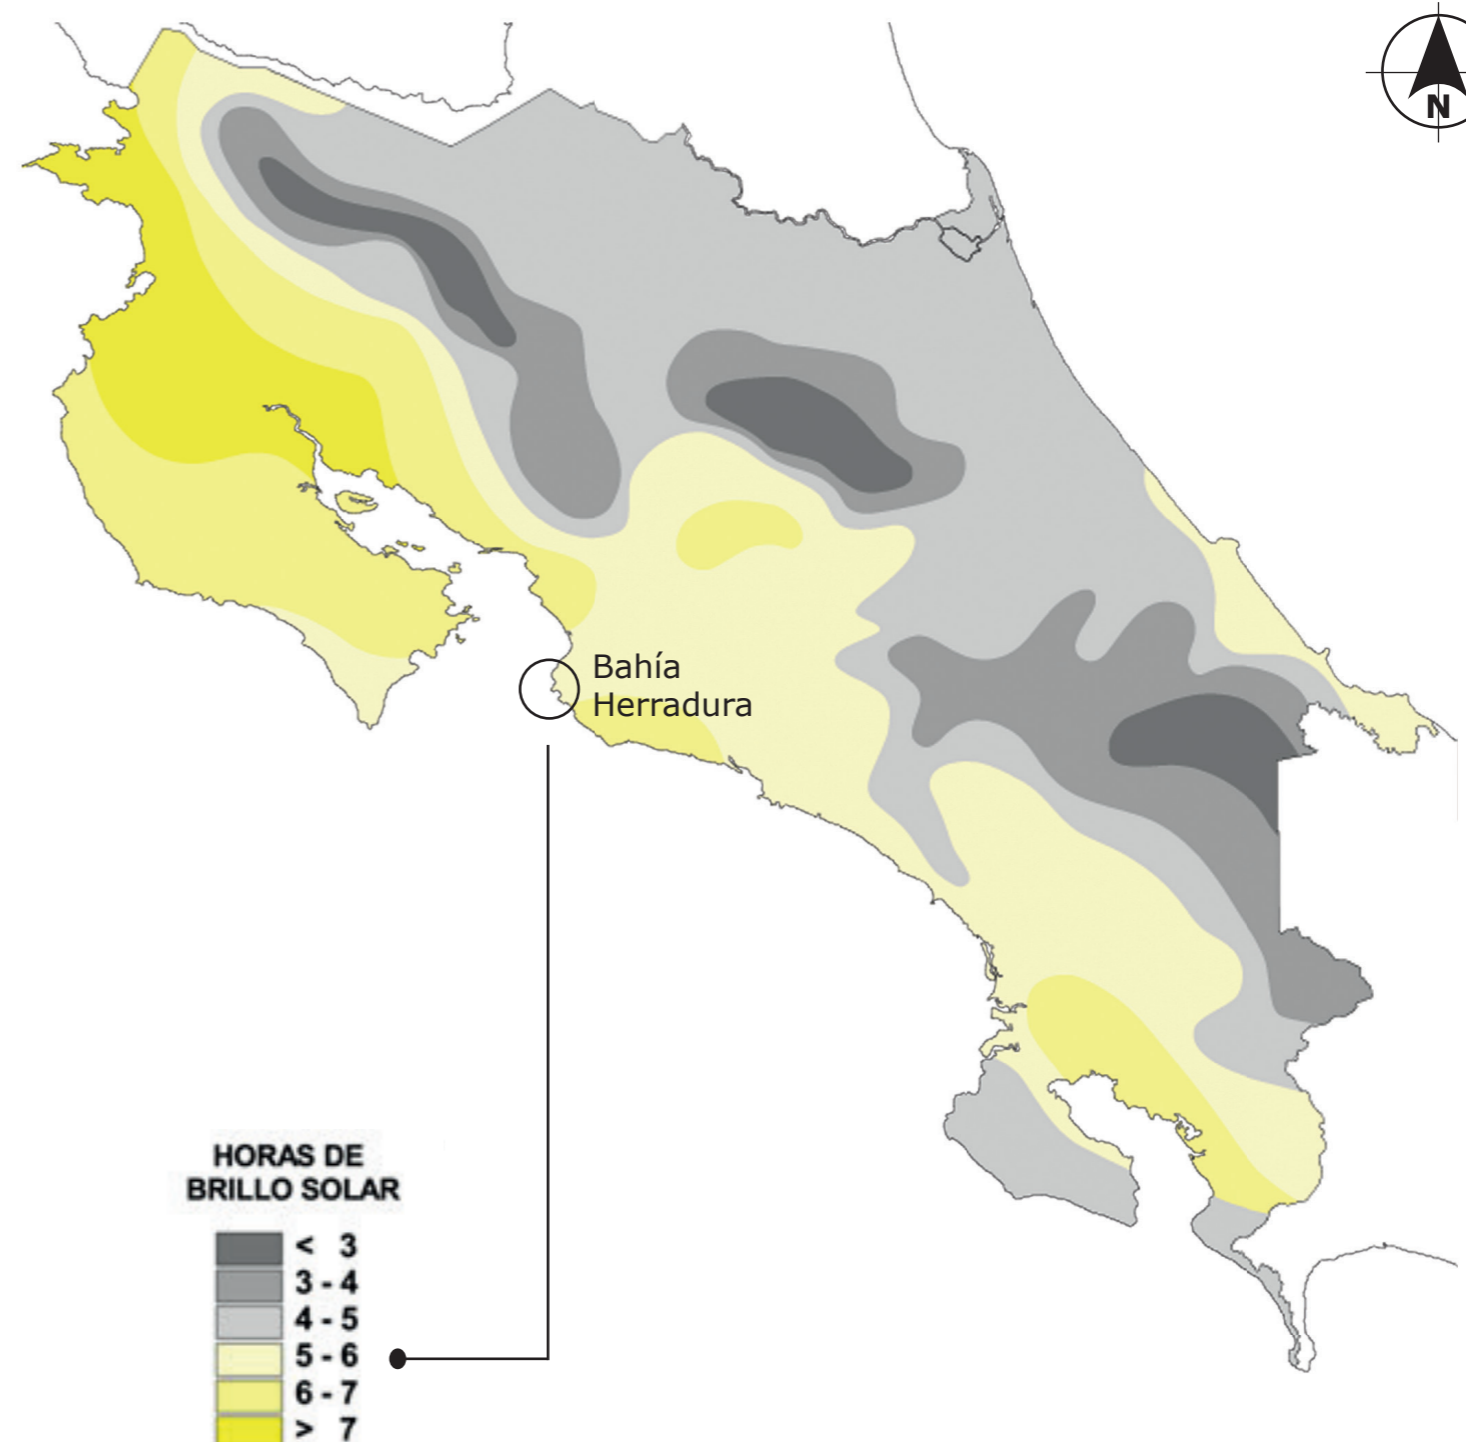 N
Bahía
Herradura
HORAS DE
BRILLO SOLAR
< 3
3 - 4
4 - 5
5 - 6
6 - 7
> 7